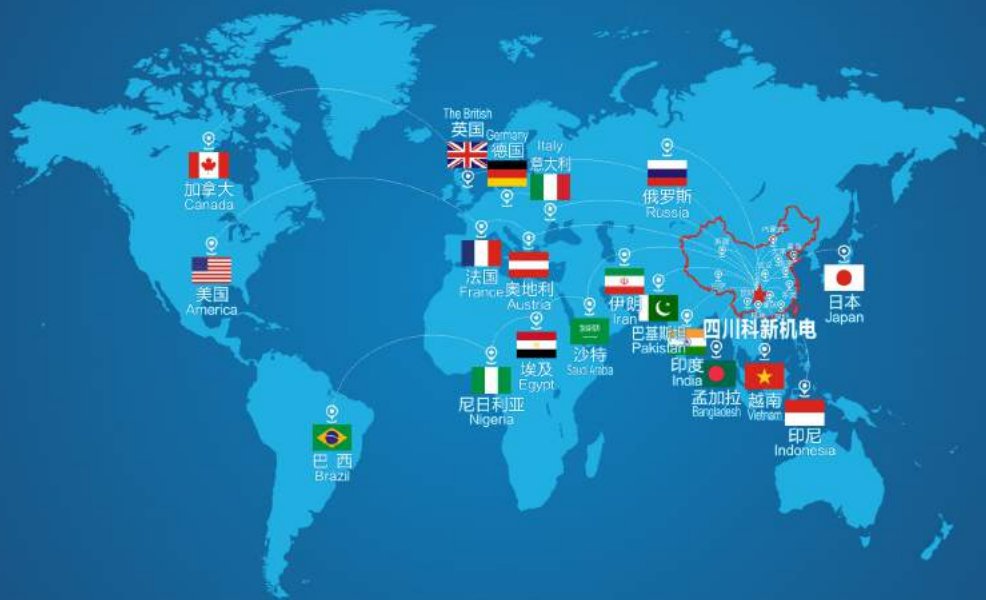 The British
英国
Germany
德国
Italy
意大利
加拿大
Canada
俄罗斯
Russia
内蒙古
美国
America
法国
France
奥地利
Austria
伊朗
Iran
巴基斯坦
Pakistan
四川科新机电
日本
Japan
沙特
Saudi Arabia
埃及
Egypt
印度
India
尼日利亚
Nigeria
孟加拉
Bangladesh
越南
Vietnam
印尼
Indonesia
巴 西
Brazil